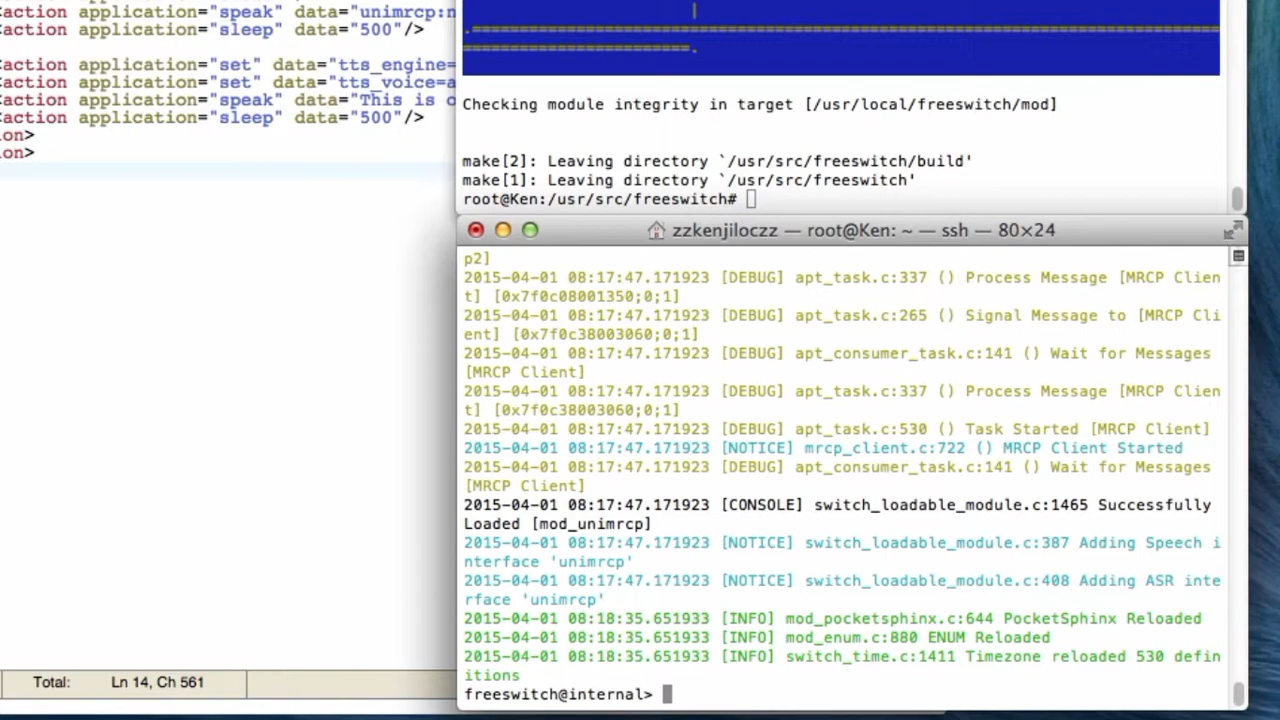 <action application="speak" data="unimrcp:n
<action application="sleep" data="500"/>
<action application="set" data="tts_engine=
<action application="set" data="tts_voice=a
<action application="speak" data="This is o
<action application="sleep" data="500"/>
ion>
ion>
Total: Ln 14, Ch 561
|
.===============================================================================
========================.
Checking module integrity in target [/usr/local/freeswitch/mod]
make[2]: Leaving directory `/usr/src/freeswitch/build'
make[1]: Leaving directory `/usr/src/freeswitch'
root@Ken:/usr/src/freeswitch#
zzkenjiloczz — root@Ken: ~ — ssh — 80×24
p2]
2015-04-01 08:17:47.171923 [DEBUG] apt_task.c:337 () Process Message [MRCP Clien
t] [0x7f0c08001350;0;1]
2015-04-01 08:17:47.171923 [DEBUG] apt_task.c:265 () Signal Message to [MRCP Cli
ent] [0x7f0c38003060;0;1]
2015-04-01 08:17:47.171923 [DEBUG] apt_consumer_task.c:141 () Wait for Messages
[MRCP Client]
2015-04-01 08:17:47.171923 [DEBUG] apt_task.c:337 () Process Message [MRCP Clien
t] [0x7f0c38003060;0;1]
2015-04-01 08:17:47.171923 [DEBUG] apt_task.c:530 () Task Started [MRCP Client]
2015-04-01 08:17:47.171923 [NOTICE] mrcp_client.c:722 () MRCP Client Started
2015-04-01 08:17:47.171923 [DEBUG] apt_consumer_task.c:141 () Wait for Messages
[MRCP Client]
2015-04-01 08:17:47.171923 [CONSOLE] switch_loadable_module.c:1465 Successfully
Loaded [mod_unimrcp]
2015-04-01 08:17:47.171923 [NOTICE] switch_loadable_module.c:387 Adding Speech i
nterface 'unimrcp'
2015-04-01 08:17:47.171923 [NOTICE] switch_loadable_module.c:408 Adding ASR inte
rface 'unimrcp'
2015-04-01 08:18:35.651933 [INFO] mod_pocketsphinx.c:644 PocketSphinx Reloaded
2015-04-01 08:18:35.651933 [INFO] mod_enum.c:880 ENUM Reloaded
2015-04-01 08:18:35.651933 [INFO] switch_time.c:1411 Timezone reloaded 530 defin
itions
freeswitch@internal>